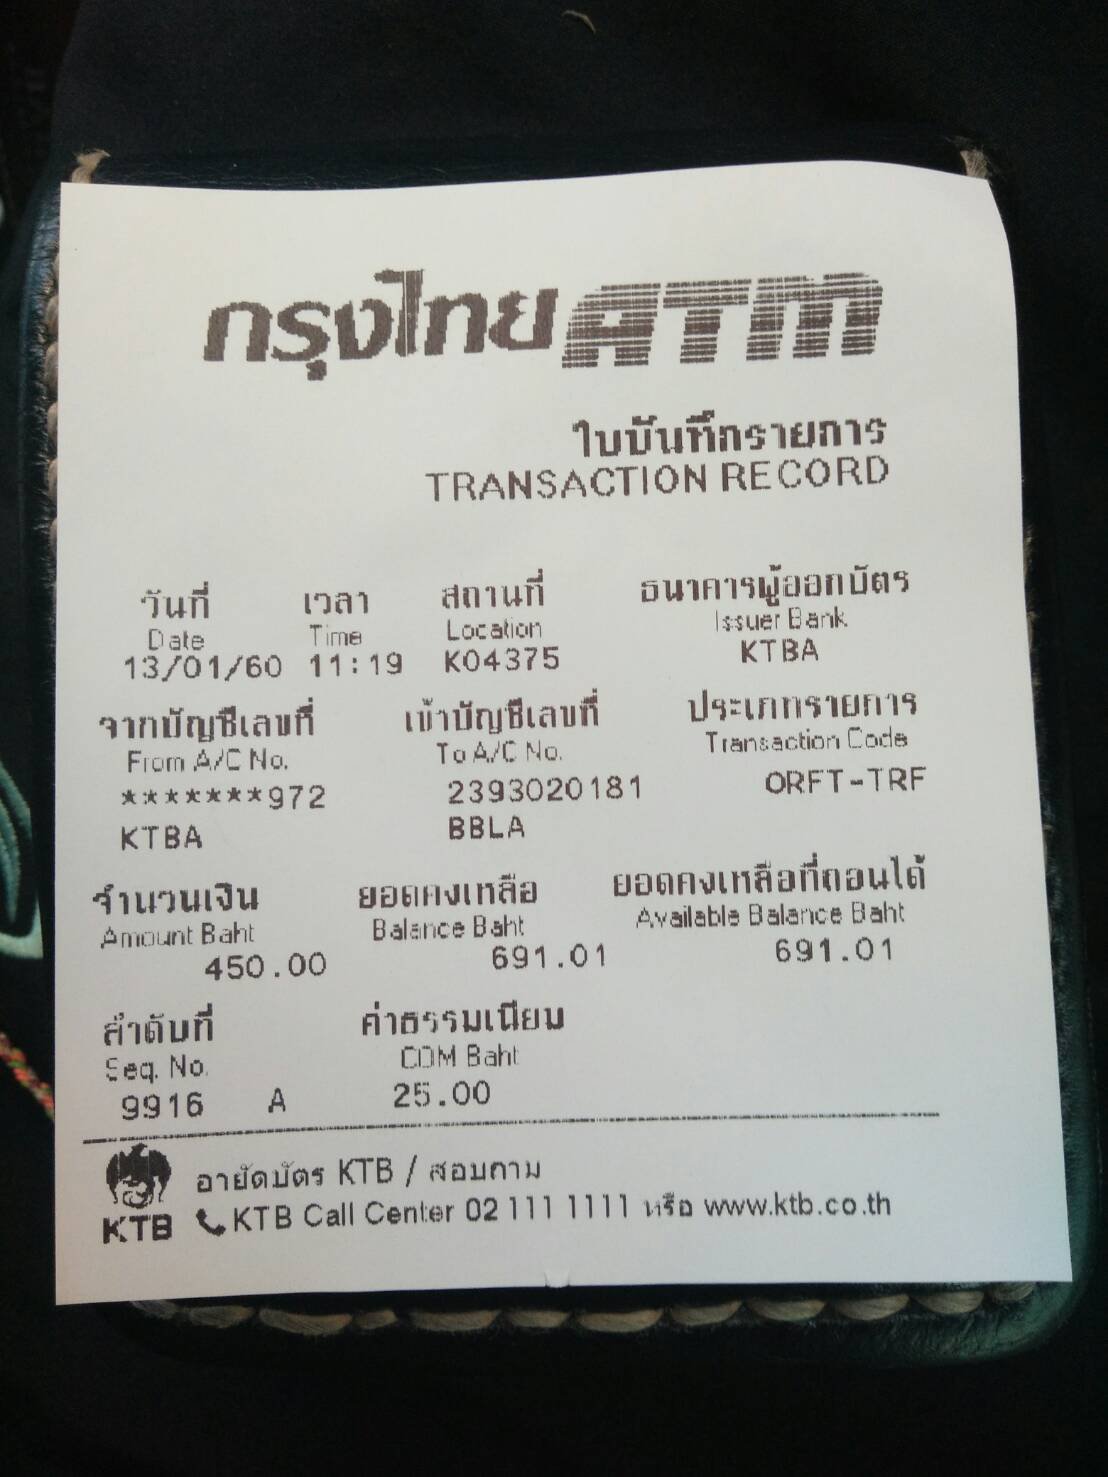 กรุงไทย ATM
ใบบันทึกรายการ
TRANSACTION RECORD
วันที่ เวลา สถานที่ ธนาคารผู้ออกบัตร
Date Time Location Issuer Bank
13/01/60 11:19 K04375 KTBA
จากบัญชีเลขที่ เข้าบัญชีเลขที่ ประเภทรายการ
From A/C No. To A/C No. Transaction Code
*******972 2393020181 ORFT-TRF
KTBA BBLA
จำนวนเงิน ยอดคงเหลือ ยอดคงเหลือที่ถอนได้
Amount Baht Balance Baht Available Balance Baht
450.00 691.01 691.01
ลำดับที่ ค่าธรรมเนียม
Seq. No. COM Baht
9916 A 25.00
อายัดบัตร KTB / สอบถาม
KTB KTB Call Center 02 111 1111 หรือ www.ktb.co.th